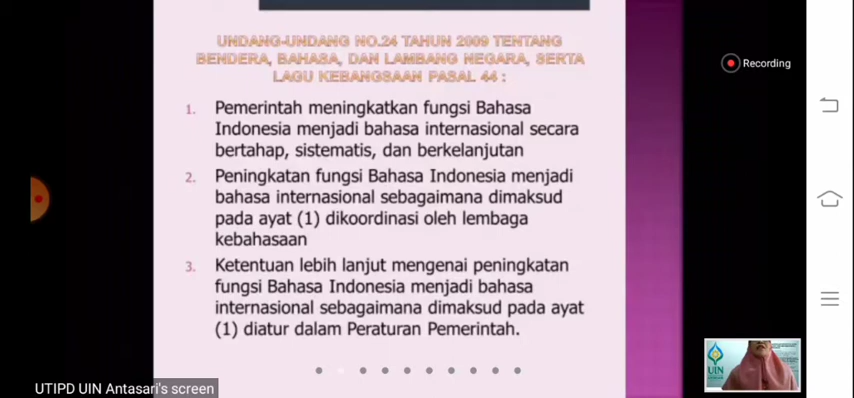 UNDANG-UNDANG NO.24 TAHUN 2009 TENTANG
BENDERA, BAHASA, DAN LAMBANG NEGARA, SERTA
LAGU KEBANGSAAN PASAL 44 :
Recording
1. Pemerintah meningkatkan fungsi Bahasa
Indonesia menjadi bahasa internasional secara
bertahap, sistematis, dan berkelanjutan
2. Peningkatan fungsi Bahasa Indonesia menjadi
bahasa internasional sebagaimana dimaksud
pada ayat (1) dikoordinasi oleh lembaga
kebahasaan
3. Ketentuan lebih lanjut mengenai peningkatan
fungsi Bahasa Indonesia menjadi bahasa
internasional sebagaimana dimaksud pada ayat
(1) diatur dalam Peraturan Pemerintah.
UIN
UTIPD UIN Antasari's screen